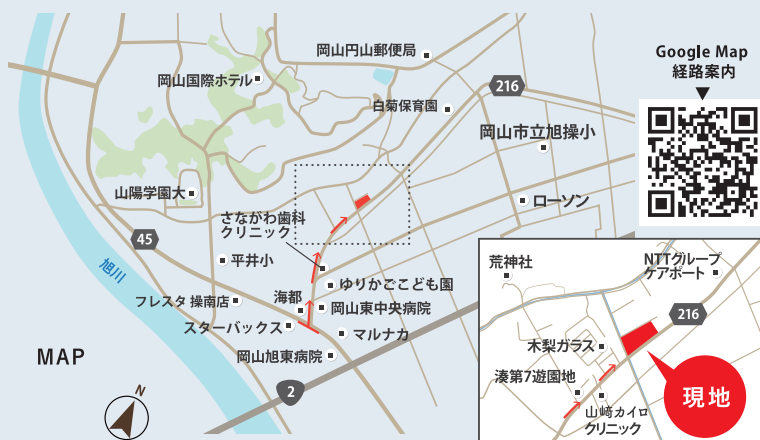 岡山円山郵便局
岡山国際ホテル
白菊保育園
216
岡山市立旭操小
Google Map
経路案内
山陽学園大
ローソン
さながわ歯科
クリニック
45
平井小
旭川
ゆりかごこども園
海都
フレスタ 操南店
岡山東中央病院
スターバックス
マルナカ
岡山旭東病院
MAP
2
N
荒神社
NTTグループ
ケアポート
216
木梨ガラス
湊第7遊園地
現地
山﨑カイロ
クリニック